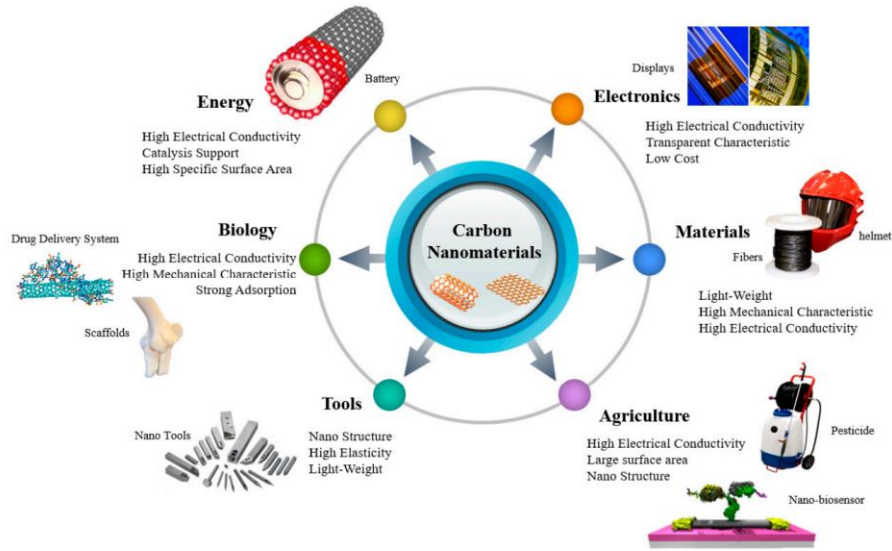 Battery
Energy
High Electrical Conductivity
Catalysis Support
High Specific Surface Area
Displays
Electronics
High Electrical Conductivity
Transparent Characteristic
Low Cost
Drug Delivery System
Biology
High Electrical Conductivity
High Mechanical Characteristic
Strong Adsorption
Scaffolds
Carbon
Nanomaterials
Materials
helmet
Fibers
Light-Weight
High Mechanical Characteristic
High Electrical Conductivity
Tools
Nano Tools
Nano Structure
High Elasticity
Light-Weight
Agriculture
High Electrical Conductivity
Large surface area
Nano Structure
Pesticide
Nano-biosensor